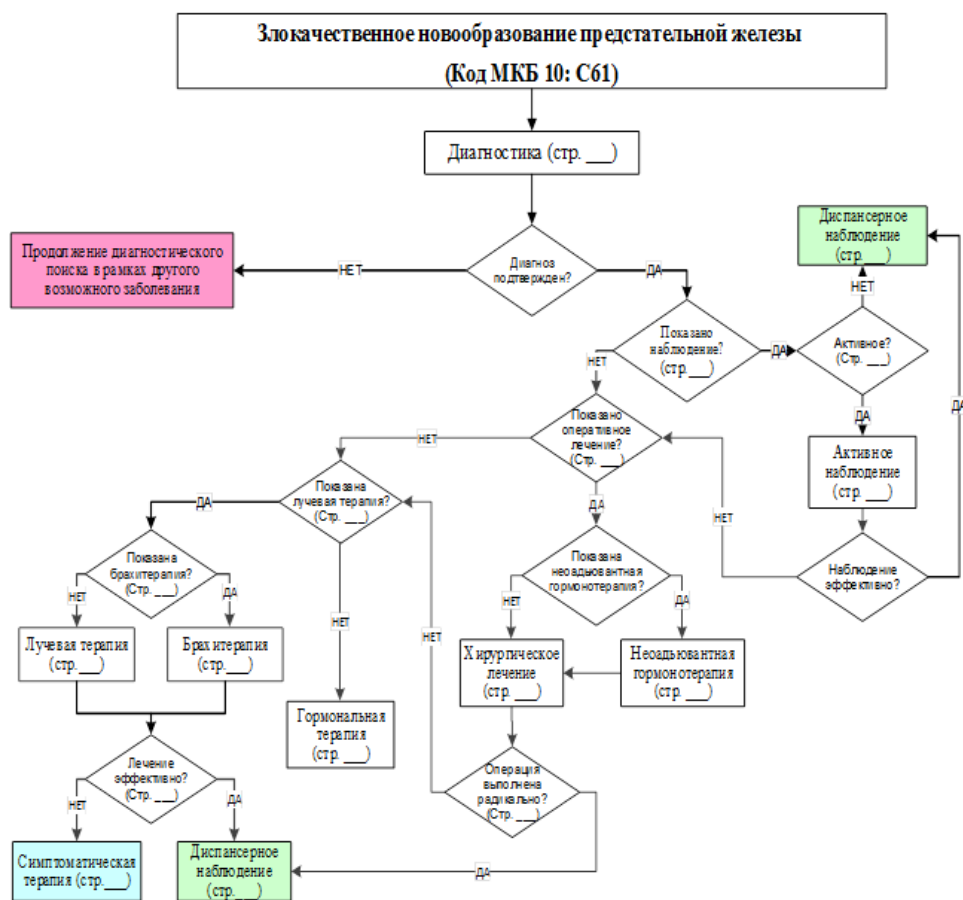 Злокачественное новообразование предстательной железы
(Код МКБ 10: С61)
Диагностика (стр. ___)
Диспансерное
наблюдение
(стр.___)
Продолжение диагностического
поиска в рамках другого
возможного заболевания
НЕТ
Диагноз
подтвержден?
ДА
НЕТ
Показано
наблюдение?
(стр.___)
ДА
Активное?
(Стр. ___)
НЕТ
ДА
ДА
Показано
оперативное
лечение?
(Стр. ___)
НЕТ
Активное
наблюдение
(стр.___)
Показана
лучевая терапия?
(Стр. ___)
ДА
ДА
НЕТ
Показана
брахитерапия?
(Стр. ___)
Показана
неоадьювантная
гормонотерапия?
Наблюдение
эффективно?
НЕТ
ДА
НЕТ
ДА
НЕТ
НЕТ
Лучевая терапия
(стр.___)
Брахитерапия
(стр.___)
Хирургическое
лечение
(стр. ___)
Неоадьювантная
гормонотерапия
(стр. ___)
Гормональная
терапия
(стр. ___)
Лечение
эффективно?
(Стр. ___)
Операция
выполнена
радикально?
(Стр. ___)
НЕТ
ДА
Симптоматическая
терапия (стр.___)
Диспансерное
наблюдение
(стр.___)
ДА